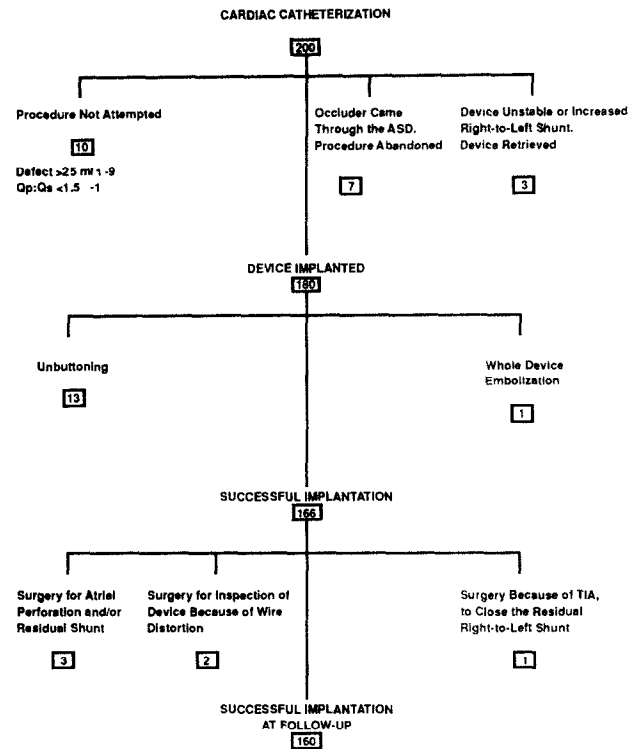 CARDIAC CATHETERIZATION
200
Procedure Not Attempted
10
Defect >25 mm -9
Qp:Qs <1.5 -1
Occluder Came
Through the ASD.
Procedure Abandoned
7
Device Unstable or Increased
Right-to-Left Shunt.
Device Retrieved
3
DEVICE IMPLANTED
180
Unbuttoning
13
Whole Device
Embolization
1
SUCCESSFUL IMPLANTATION
166
Surgery for Atrial
Perforation and/or
Residual Shunt
3
Surgery for Inspection of
Device Because of Wire
Distortion
2
Surgery Because of TIA,
to Close the Residual
Right-to-Left Shunt
1
SUCCESSFUL IMPLANTATION
AT FOLLOW-UP
160